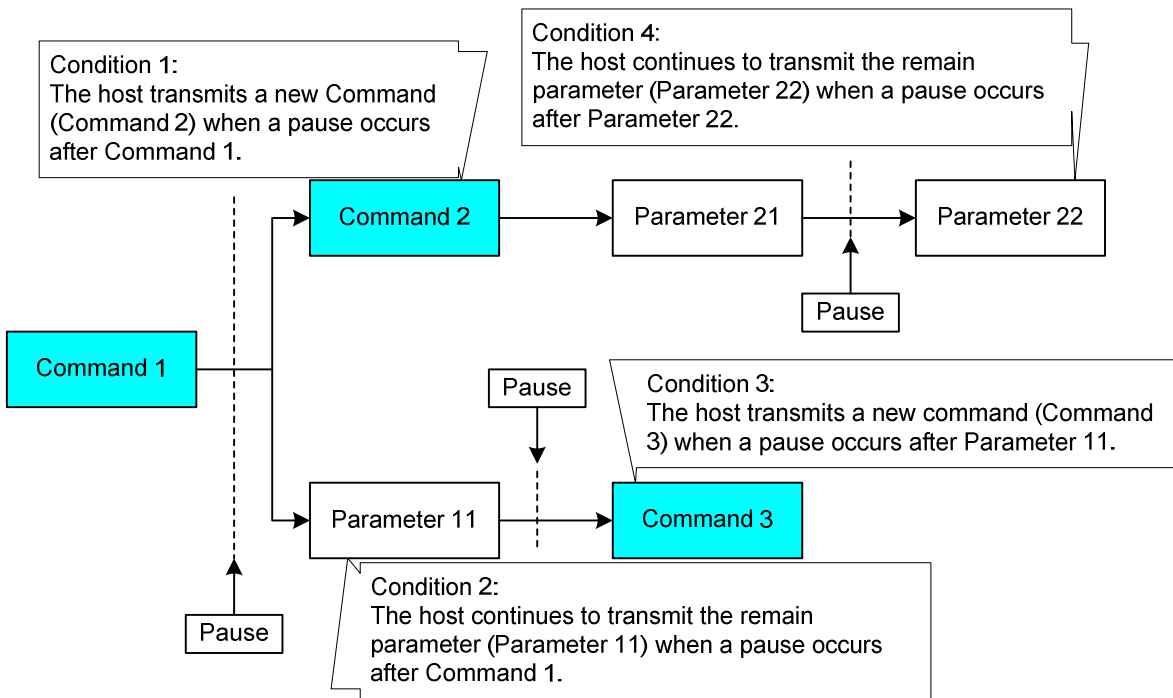 Condition 1:
The host transmits a new Command
(Command 2) when a pause occurs
after Command 1.
Condition 4:
The host continues to transmit the remain
parameter (Parameter 22) when a pause occurs
after Parameter 22.
Command 2
Parameter 21
Parameter 22
Pause
Command 1
Pause
Condition 3:
The host transmits a new command (Command
3) when a pause occurs after Parameter 11.
Parameter 11
Command 3
Pause
Condition 2:
The host continues to transmit the remain
parameter (Parameter 11) when a pause occurs
after Command 1.